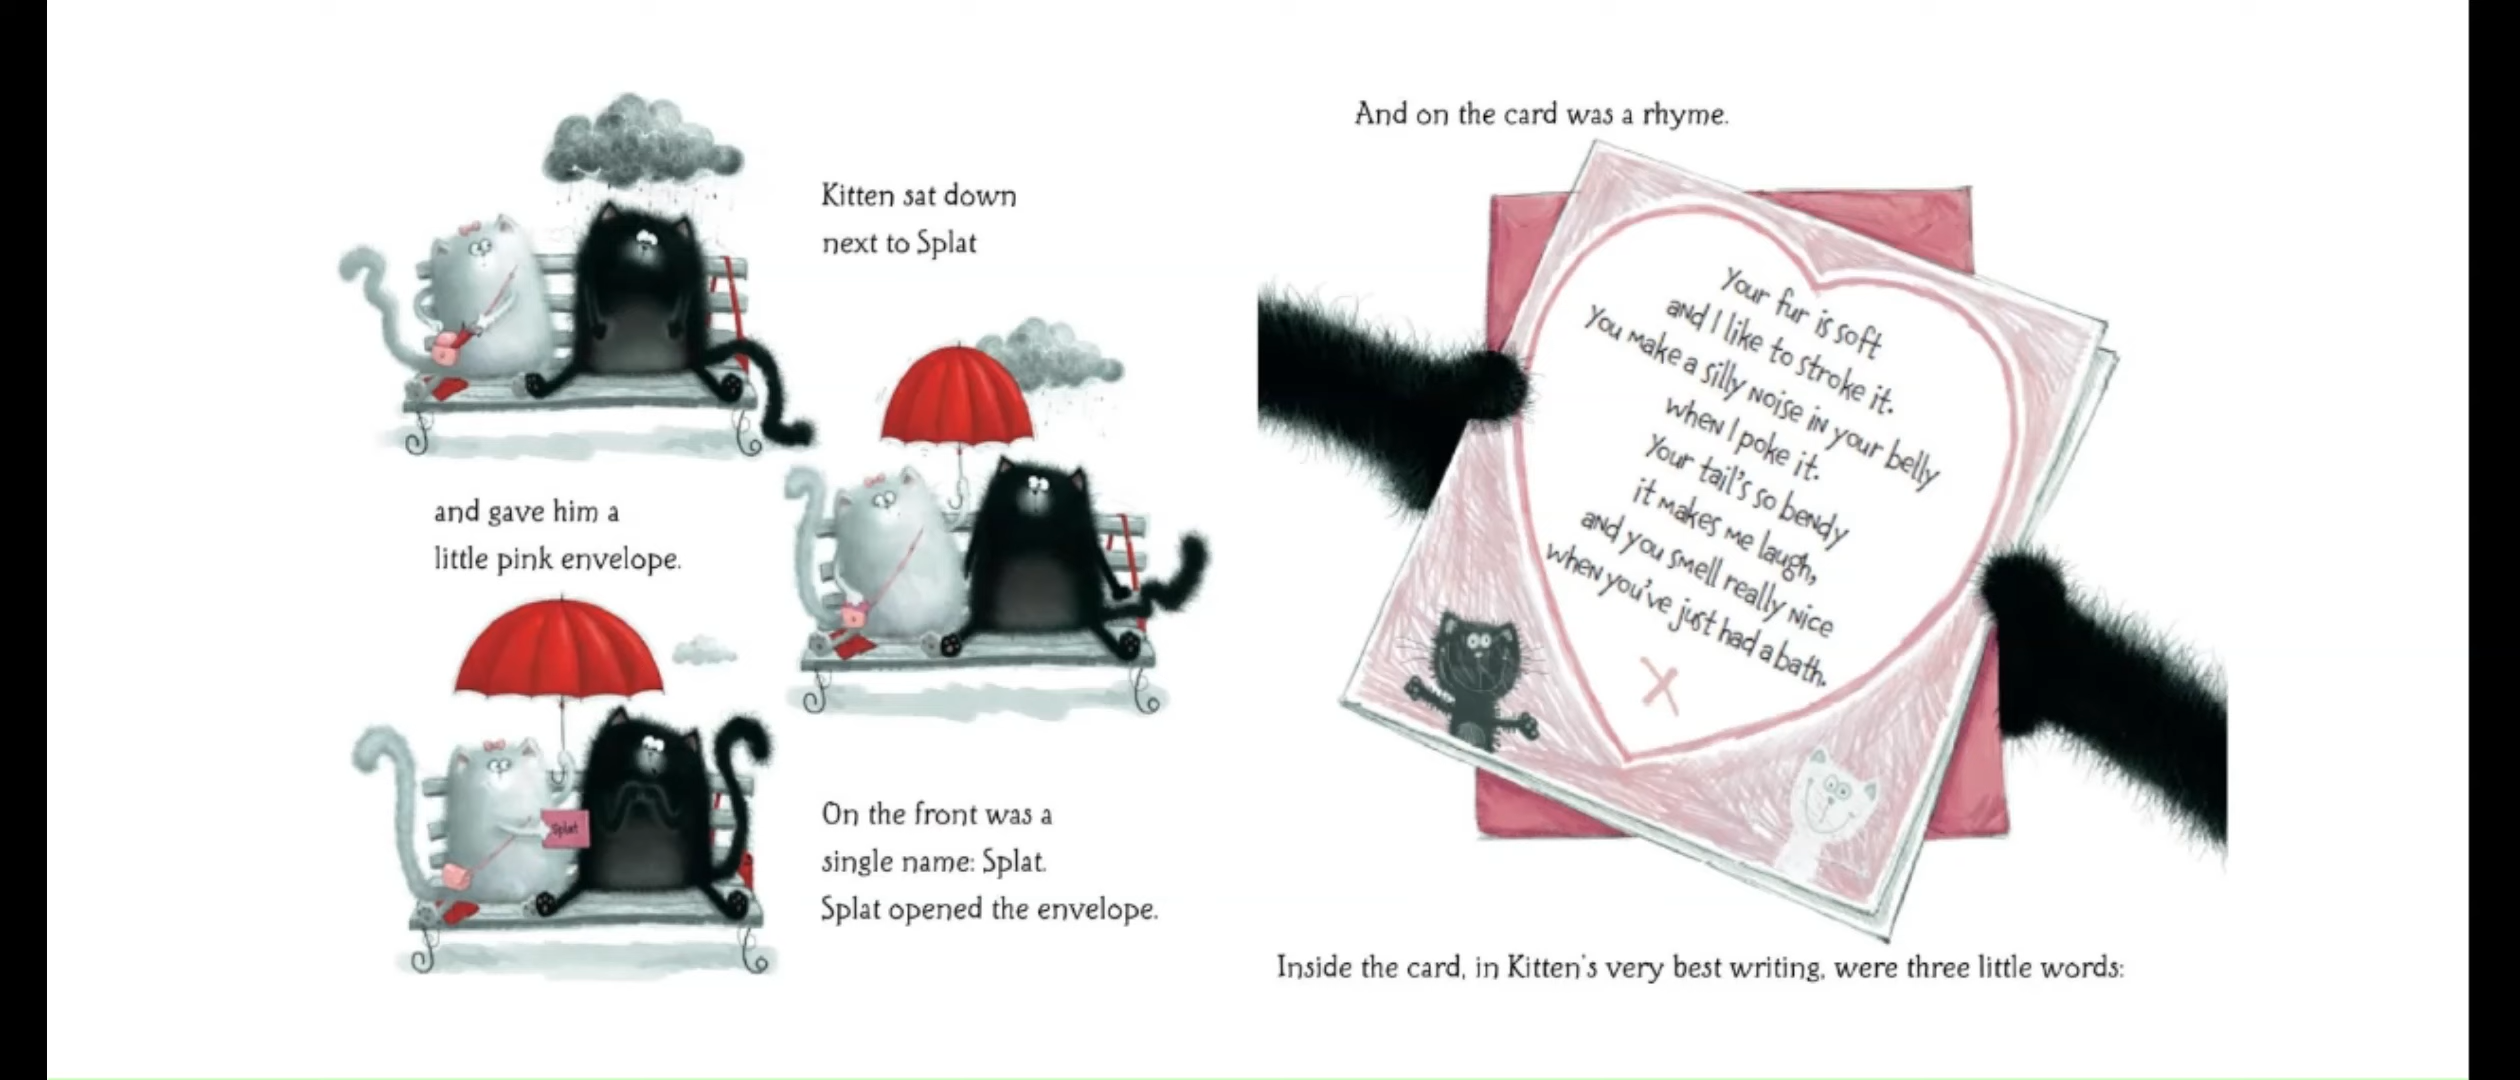 Kitten sat down
next to Splat
and gave him a
little pink envelope.
Splat
On the front was a
single name: Splat.
Splat opened the envelope.
And on the card was a rhyme.
Your fur is soft
and I like to stroke it.
You make a silly noise in your belly
when I poke it.
Your tail's so bendy
it makes me laugh,
and you smell really nice
when you've just had a bath.
X
Inside the card, in Kitten's very best writing, were three little words: